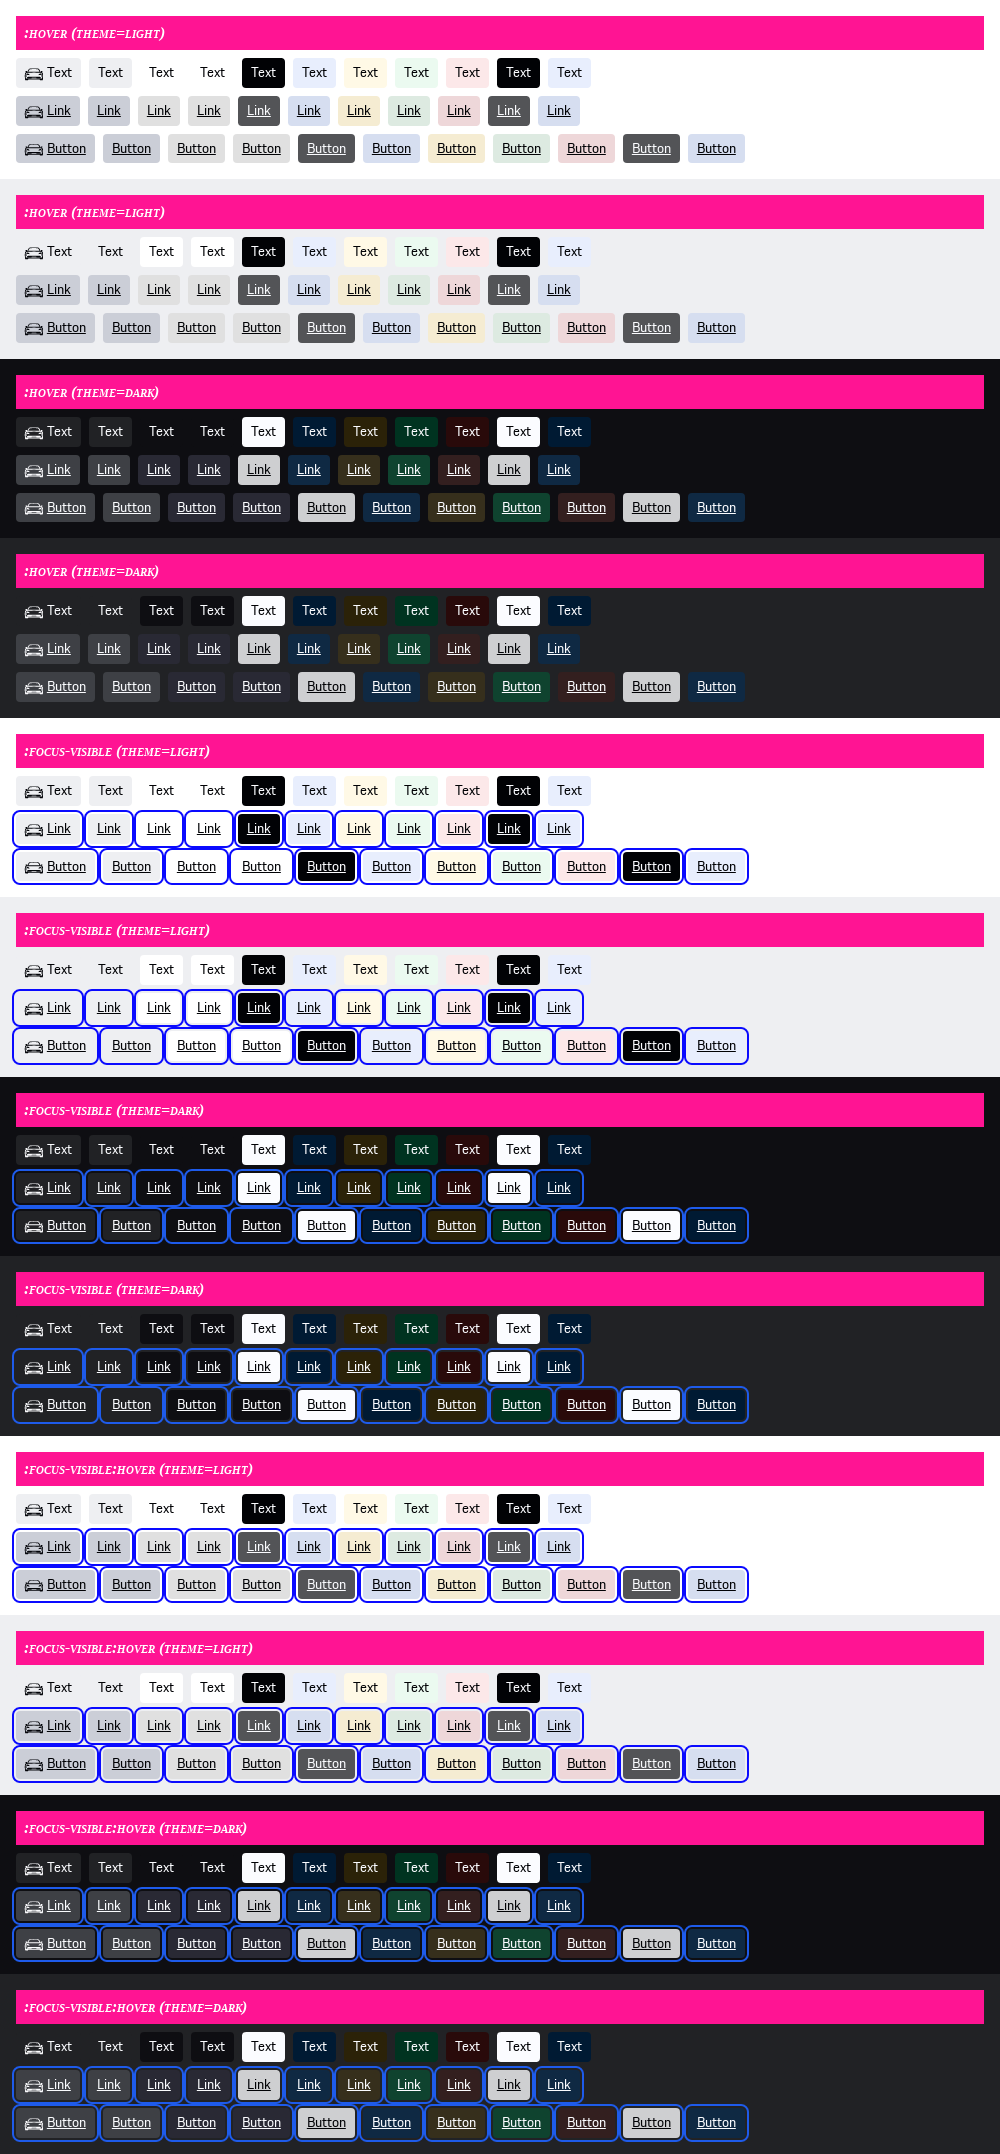 :HOVER (THEME=LIGHT)
Text Text Text Text Text Text Text Text Text Text Text
Link Link Link Link Link Link Link Link Link Link Link
Button Button Button Button Button Button Button Button Button Button Button
:HOVER (THEME=LIGHT)
Text Text Text Text Text Text Text Text Text Text Text
Link Link Link Link Link Link Link Link Link Link Link
Button Button Button Button Button Button Button Button Button Button Button
:HOVER (THEME=DARK)
Text Text Text Text Text Text Text Text Text Text Text
Link Link Link Link Link Link Link Link Link Link Link
Button Button Button Button Button Button Button Button Button Button Button
:HOVER (THEME=DARK)
Text Text Text Text Text Text Text Text Text Text Text
Link Link Link Link Link Link Link Link Link Link Link
Button Button Button Button Button Button Button Button Button Button Button
:FOCUS-VISIBLE (THEME=LIGHT)
Text Text Text Text Text Text Text Text Text Text Text
Link Link Link Link Link Link Link Link Link Link Link
Button Button Button Button Button Button Button Button Button Button Button
:FOCUS-VISIBLE (THEME=LIGHT)
Text Text Text Text Text Text Text Text Text Text Text
Link Link Link Link Link Link Link Link Link Link Link
Button Button Button Button Button Button Button Button Button Button Button
:FOCUS-VISIBLE (THEME=DARK)
Text Text Text Text Text Text Text Text Text Text Text
Link Link Link Link Link Link Link Link Link Link Link
Button Button Button Button Button Button Button Button Button Button Button
:FOCUS-VISIBLE (THEME=DARK)
Text Text Text Text Text Text Text Text Text Text Text
Link Link Link Link Link Link Link Link Link Link Link
Button Button Button Button Button Button Button Button Button Button Button
:FOCUS-VISIBLE:HOVER (THEME=LIGHT)
Text Text Text Text Text Text Text Text Text Text Text
Link Link Link Link Link Link Link Link Link Link Link
Button Button Button Button Button Button Button Button Button Button Button
:FOCUS-VISIBLE:HOVER (THEME=LIGHT)
Text Text Text Text Text Text Text Text Text Text Text
Link Link Link Link Link Link Link Link Link Link Link
Button Button Button Button Button Button Button Button Button Button Button
:FOCUS-VISIBLE:HOVER (THEME=DARK)
Text Text Text Text Text Text Text Text Text Text Text
Link Link Link Link Link Link Link Link Link Link Link
Button Button Button Button Button Button Button Button Button Button Button
:FOCUS-VISIBLE:HOVER (THEME=DARK)
Text Text Text Text Text Text Text Text Text Text Text
Link Link Link Link Link Link Link Link Link Link Link
Button Button Button Button Button Button Button Button Button Button Button